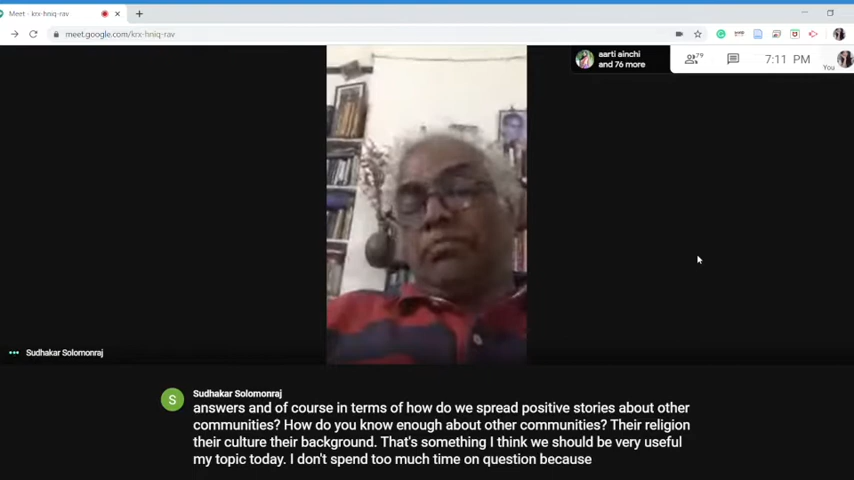 Meet - krx-hniq-rav
meet.google.com/krx-hniq-rav
aarti ainchi
and 76 more
79
7:11 PM
You
Sudhakar Solomonraj
S
Sudhakar Solomonraj
answers and of course in terms of how do we spread positive stories about other
communities? How do you know enough about other communities? Their religion
their culture their background. That's something I think we should be very useful
my topic today. I don't spend too much time on question because